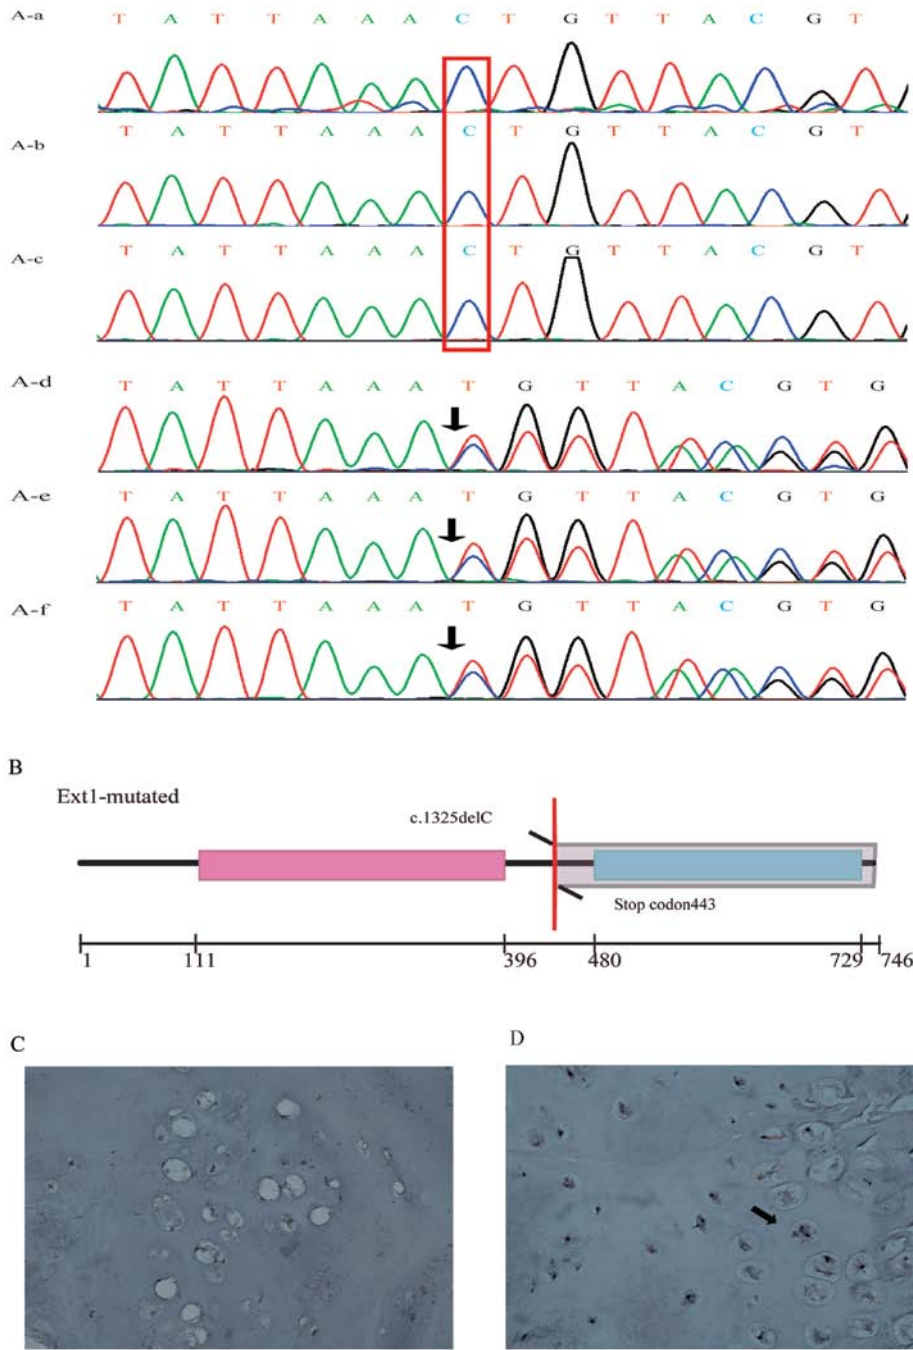 A-a T A T T A A A C T G T T A C G T
T A T T A A A C T G T T A C G T
A-b
T A T T A A A C T G T T A C G T
A-c
A-d T A T T A A A T G T T A C G T G
A-e T A T T A A A T G T T A C G T G
A-f T A T T A A A T G T T A C G T G
B
Ext1-mutated
c.1325delC
Stop codon443
1 111 396 480 729 746
C D